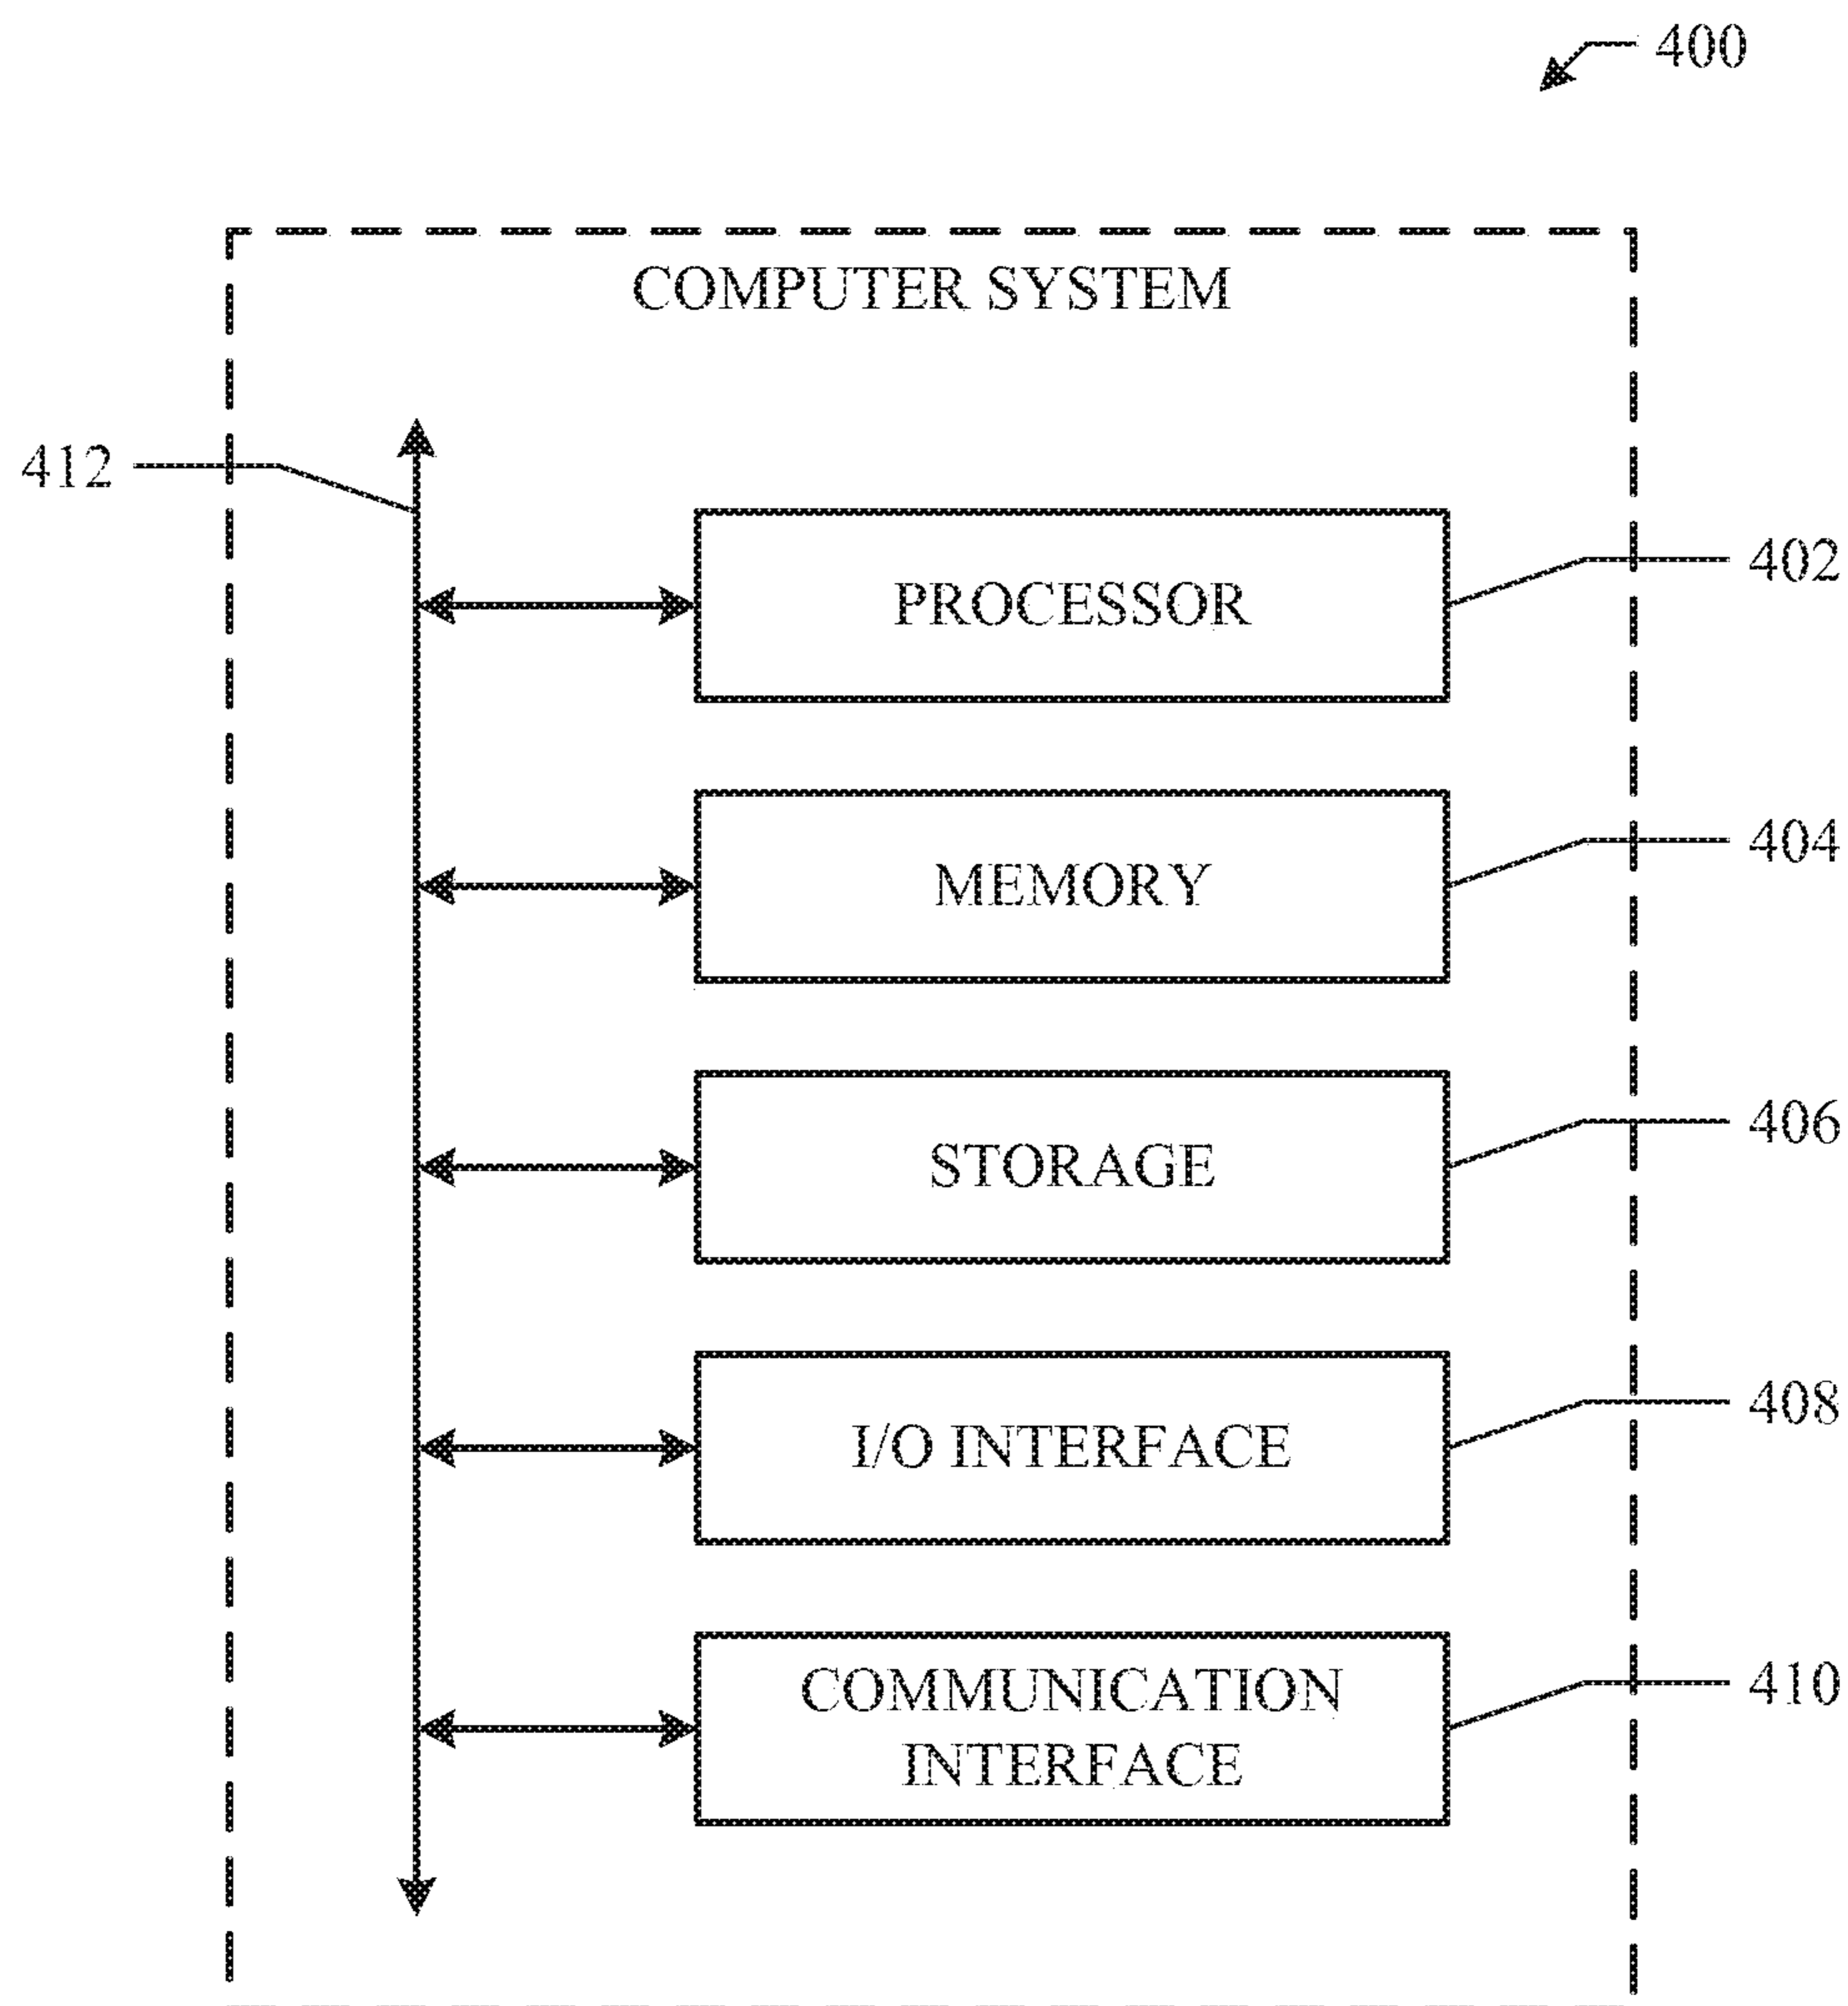 400
COMPUTER SYSTEM
412
PROCESSOR
402
MEMORY
404
STORAGE
406
I/O INTERFACE
408
COMMUNICATION
INTERFACE
410